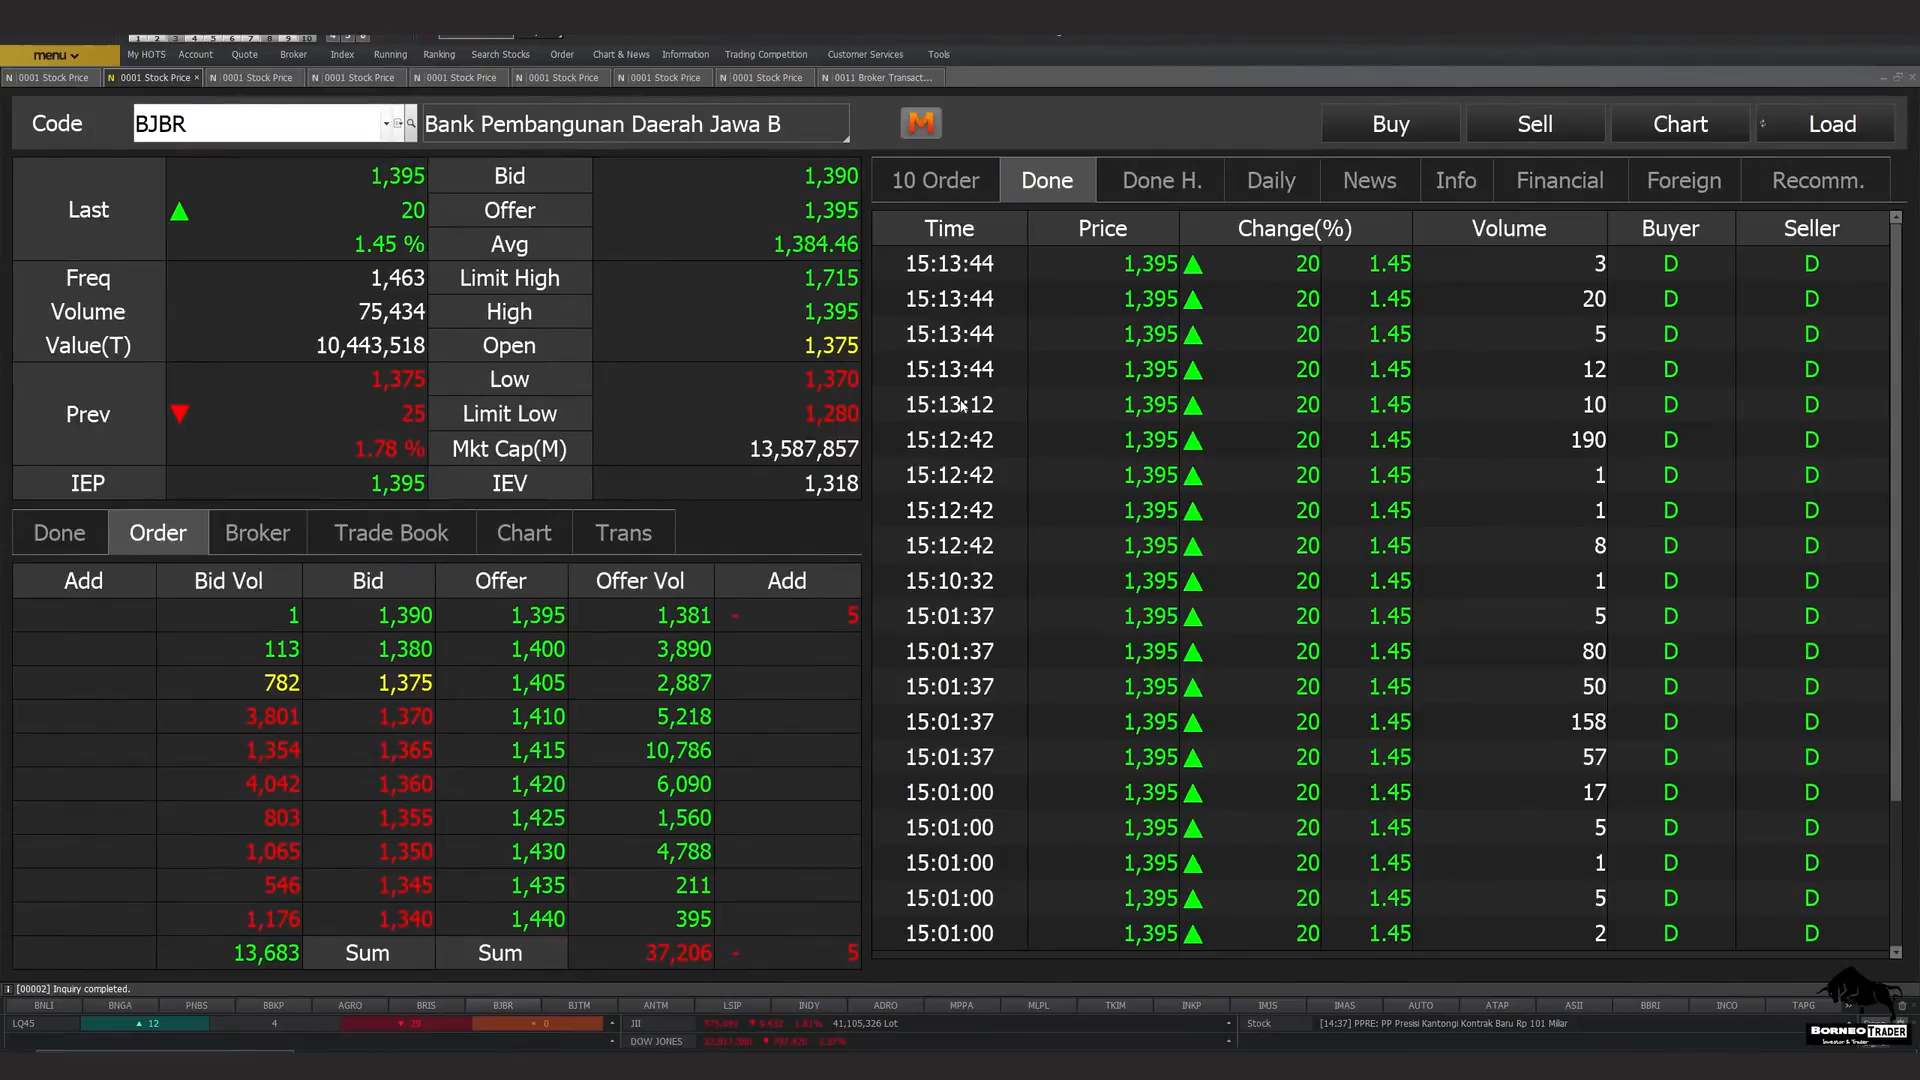 1 2 3 4 5 6 7 8 9 10
menu My HOTS Account Quote Broker Index Running Ranking Search Stocks Order Chart & News Information Trading Competition Customer Services Tools
N 0001 Stock Price N 0001 Stock Price × N 0001 Stock Price N 0001 Stock Price N 0001 Stock Price N 0001 Stock Price N 0001 Stock Price N 0001 Stock Price N 0011 Broker Transact...
Code BJBR Bank Pembangunan Daerah Jawa B M Buy Sell Chart Load
Last 1,395 Bid 1,390
▲ 20 Offer 1,395
1.45 % Avg 1,384.46
Freq 1,463 Limit High 1,715
Volume 75,434 High 1,395
Value(T) 10,443,518 Open 1,375
Prev 1,375 Low 1,370
▼ 25 Limit Low 1,280
1.78 % Mkt Cap(M) 13,587,857
IEP 1,395 IEV 1,318
Done Order Broker Trade Book Chart Trans
Add Bid Vol Bid Offer Offer Vol Add
1 1,390 1,395 1,381 - 5
113 1,380 1,400 3,890
782 1,375 1,405 2,887
3,801 1,370 1,410 5,218
1,354 1,365 1,415 10,786
4,042 1,360 1,420 6,090
803 1,355 1,425 1,560
1,065 1,350 1,430 4,788
546 1,345 1,435 211
1,176 1,340 1,440 395
13,683 Sum Sum 37,206 - 5
10 Order Done Done H. Daily News Info Financial Foreign Recomm.
Time Price Change(%) Volume Buyer Seller
15:13:44 1,395 ▲ 20 1.45 3 D D
15:13:44 1,395 ▲ 20 1.45 20 D D
15:13:44 1,395 ▲ 20 1.45 5 D D
15:13:44 1,395 ▲ 20 1.45 12 D D
15:13:12 1,395 ▲ 20 1.45 10 D D
15:12:42 1,395 ▲ 20 1.45 190 D D
15:12:42 1,395 ▲ 20 1.45 1 D D
15:12:42 1,395 ▲ 20 1.45 1 D D
15:12:42 1,395 ▲ 20 1.45 8 D D
15:10:32 1,395 ▲ 20 1.45 1 D D
15:01:37 1,395 ▲ 20 1.45 5 D D
15:01:37 1,395 ▲ 20 1.45 80 D D
15:01:37 1,395 ▲ 20 1.45 50 D D
15:01:37 1,395 ▲ 20 1.45 158 D D
15:01:37 1,395 ▲ 20 1.45 57 D D
15:01:00 1,395 ▲ 20 1.45 17 D D
15:01:00 1,395 ▲ 20 1.45 5 D D
15:01:00 1,395 ▲ 20 1.45 1 D D
15:01:00 1,395 ▲ 20 1.45 5 D D
15:01:00 1,395 ▲ 20 1.45 2 D D
i [00002] Inquiry completed.
BNLI BNGA PNBS BBKP AGRO BRIS BJBR BJTM ANTM LSIP INDY ADRO MPPA MLPL TKIM INKP IMJS IMAS AUTO ATAP ASII BBRI INCO TAPG
LQ45 ▲ 12 4 ▼ 29 0 JII 41,105,326 Lot Stock [14:37] PPRE: PP Presisi Kantongi Kontrak Baru Rp 101 Miliar
DOW JONES
BORNEO TRADER
Investor & Trader